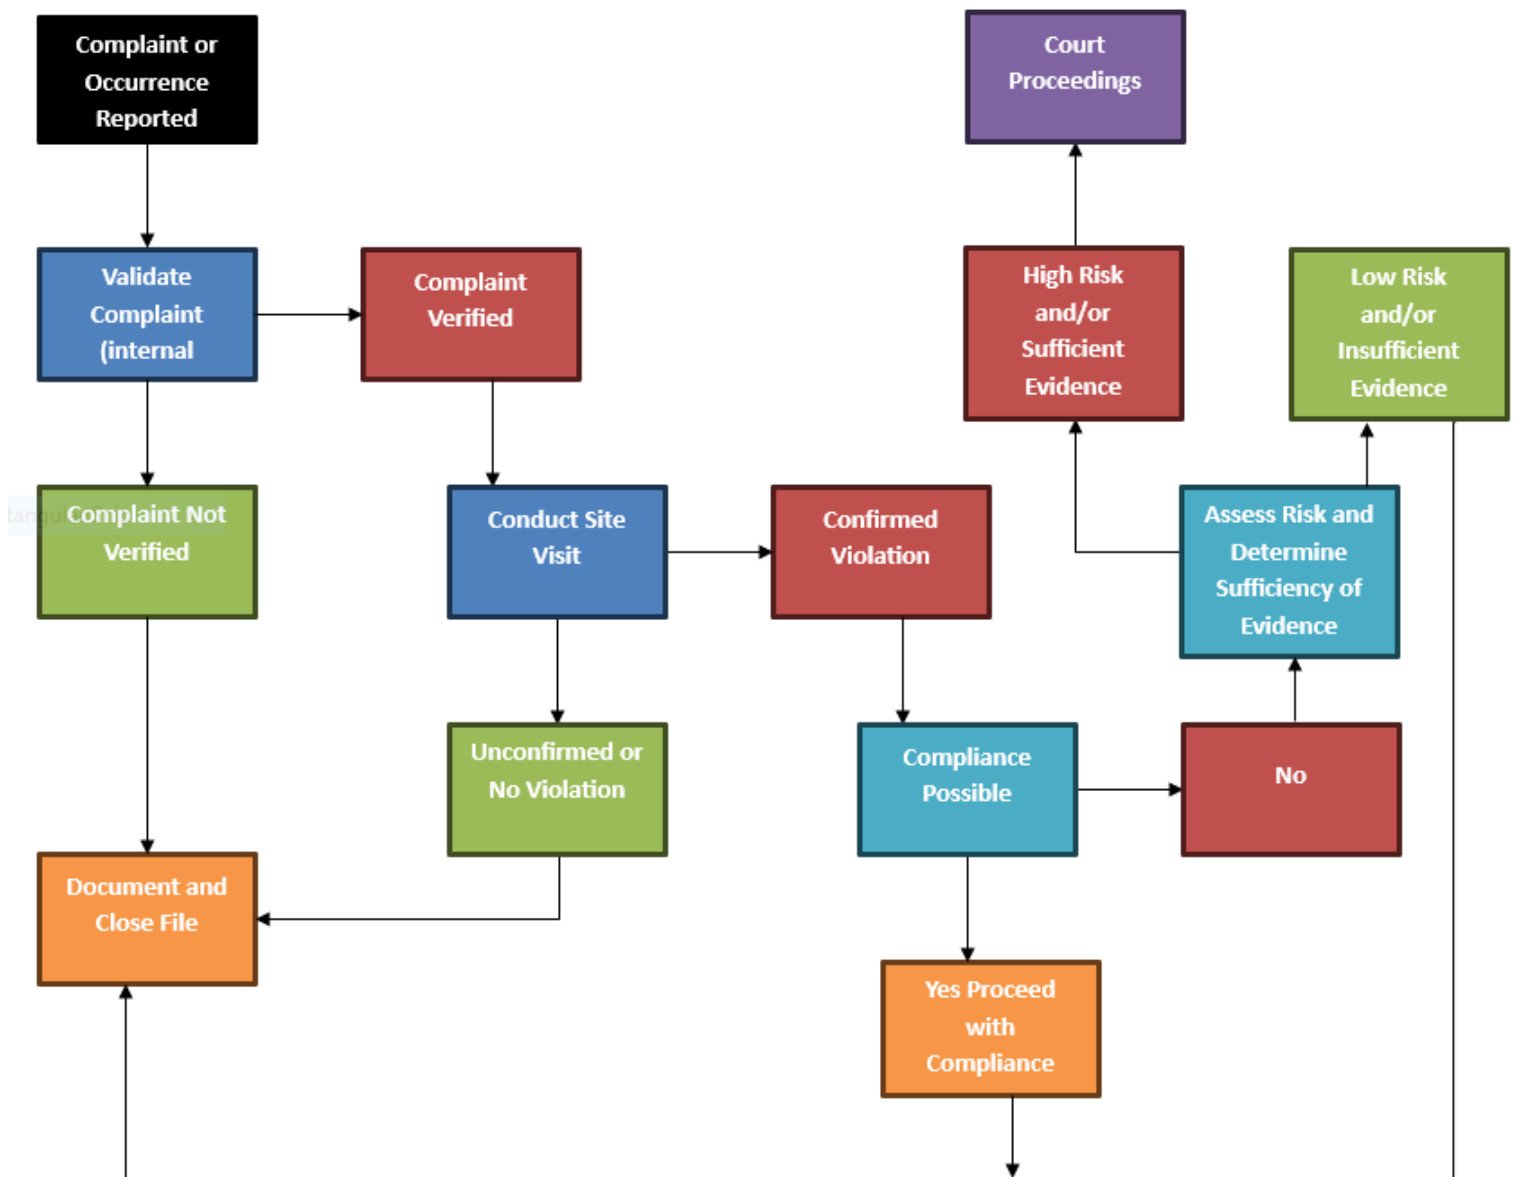 Complaint or
Occurrence
Reported
Court
Proceedings
Validate
Complaint
(internal
Complaint
Verified
High Risk
and/or
Sufficient
Evidence
Low Risk
and/or
Insufficient
Evidence
Complaint Not
Verified
Conduct Site
Visit
Confirmed
Violation
Assess Risk and
Determine
Sufficiency of
Evidence
Unconfirmed or
No Violation
Compliance
Possible
No
Document and
Close File
Yes Proceed
with
Compliance